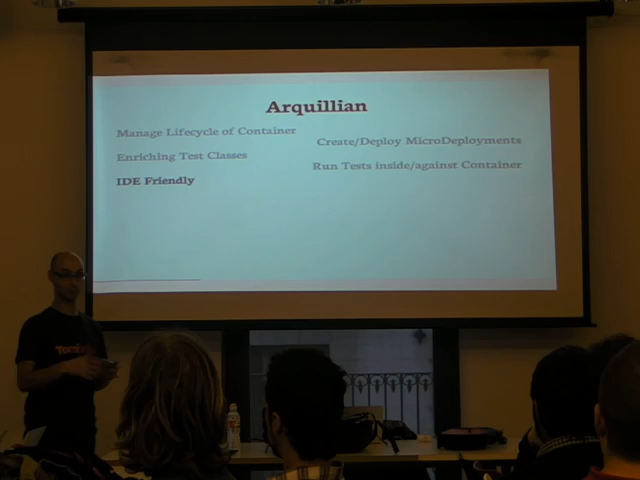 Arquillian
Manage Lifecycle of Container
Create/Deploy MicroDeployments
Enriching Test Classes
Run Tests inside/against Container
IDE Friendly